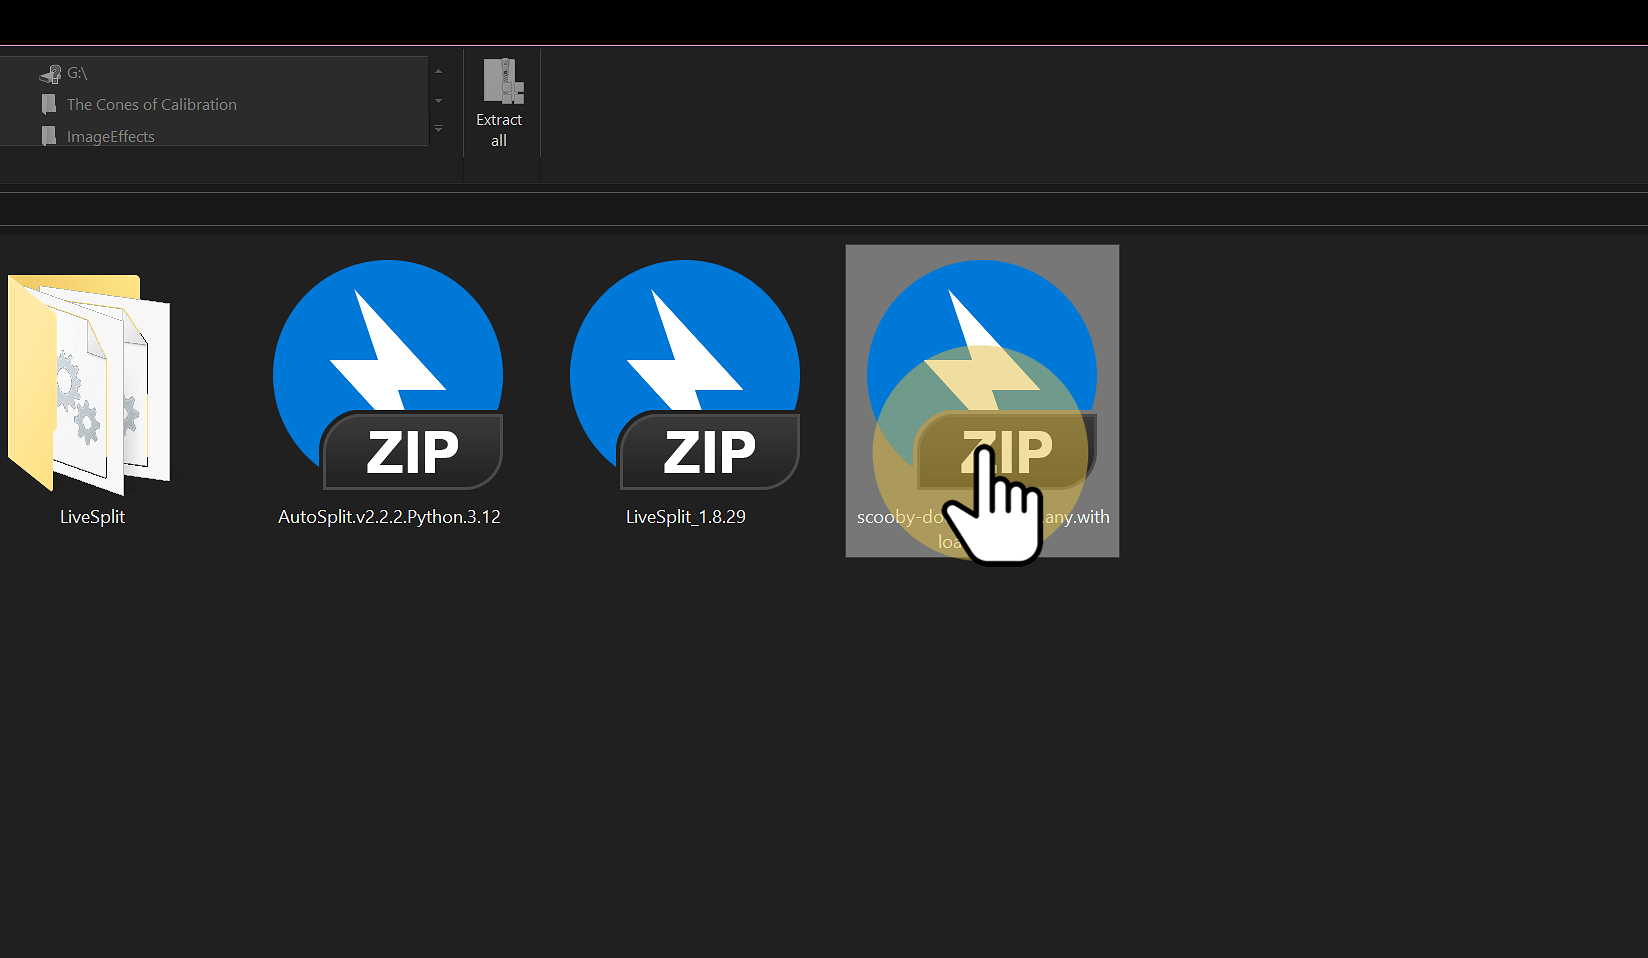 G:\
The Cones of Calibration
ImageEffects
Extract
all
ZIP
ZIP
ZIP
LiveSplit
AutoSplit.v2.2.2.Python.3.12
LiveSplit_1.8.29
.any.with